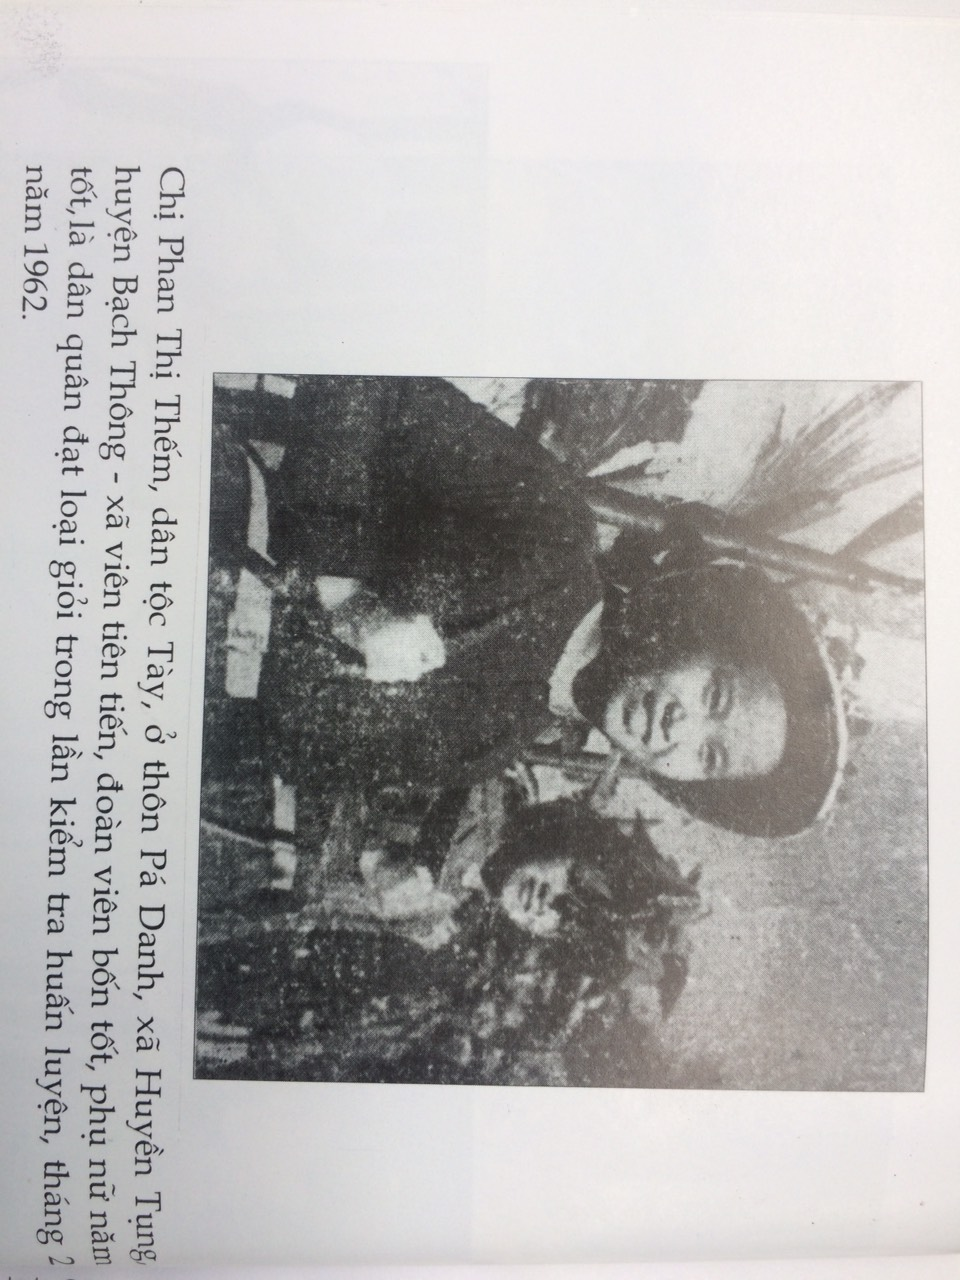 Chị Phan Thị Thếm, dân tộc Tày, ở thôn Pá Danh, xã Huyền Tụng,
huyện Bạch Thông - xã viên tiên tiến, đoàn viên bốn tốt, phụ nữ năm
tốt, là dân quân đạt loại giỏi trong lần kiểm tra huấn luyện, tháng 2
năm 1962.